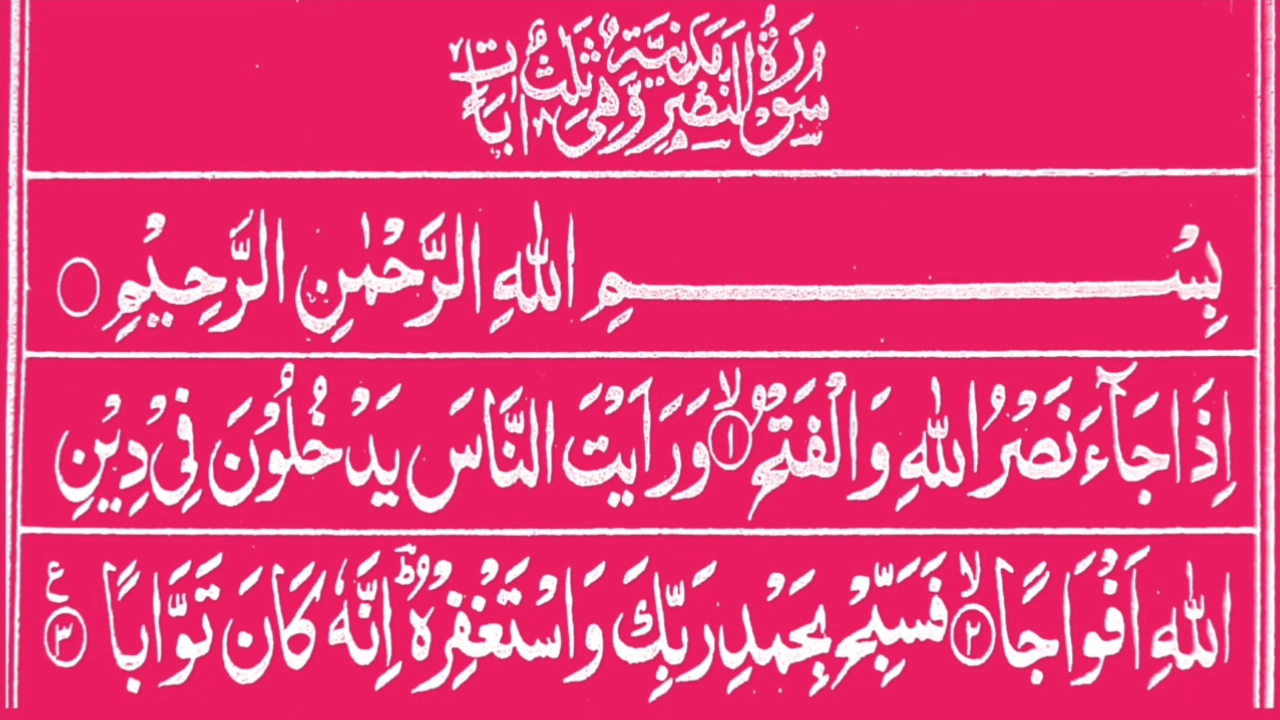 سُوْرَةُ النَّصْرِ مَدَنِيَّةٌ وَّهِيَ ثَلٰثُ اٰيَاتٍ
بِسْمِ اللّٰهِ الرَّحْمٰنِ الرَّحِيْمِ ○
اِذَا جَآءَ نَصْرُ اللّٰهِ وَالْفَتْحُ ۙ﴿۱﴾ وَرَاَيْتَ النَّاسَ يَدْخُلُوْنَ فِيْ دِيْنِ
اللّٰهِ اَفْوَاجًا ۙ﴿۲﴾ فَسَبِّحْ بِحَمْدِ رَبِّكَ وَاسْتَغْفِرْهُ ؕ اِنَّهٗ كَانَ تَوَّابًا ﴿۳﴾ ع